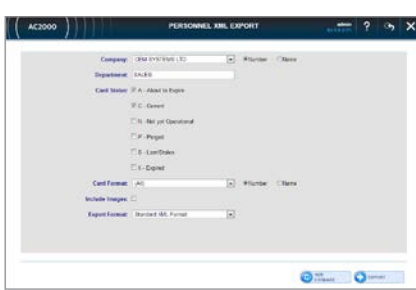 AC2000 PERSONNEL XML EXPORT admin ? X
Company: CEM SYSTEMS LTD Number Name
Department: SALES
Card Status: A - About to Expire
C - Current
N - Not yet Operational
P - Purged
S - Lost/Stolen
X - Expired
Card Format: (All) Number Name
Include Images:
Export Format: Standard XML Format
EXPORT